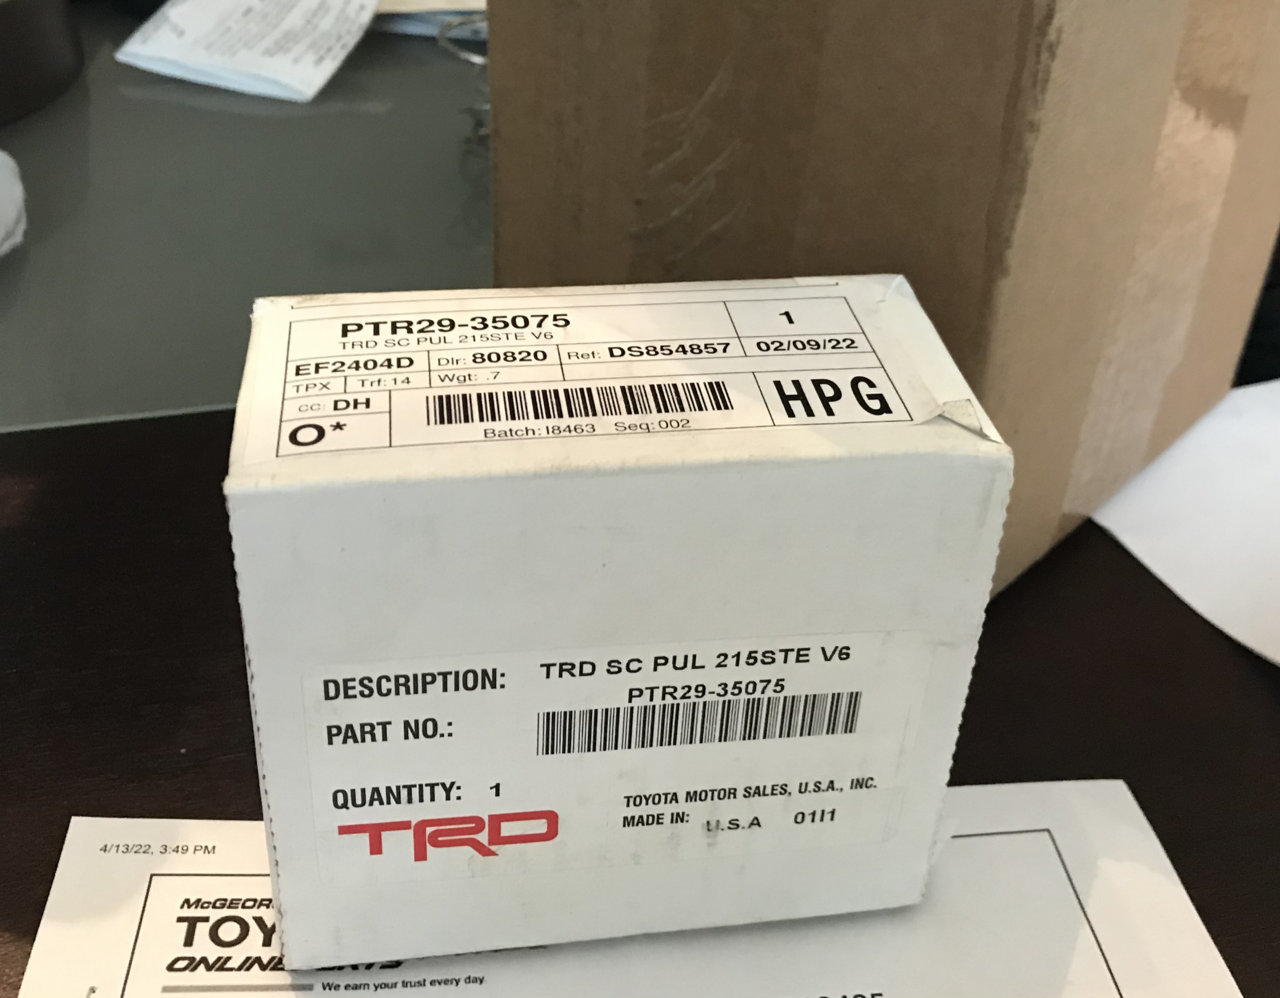 PTR29-35075
TRD SC PUL 215STE V6
1
EF2404D
Dlr: 80820
Ref: DS854857
02/09/22
TPX
Trf: 14
Wgt: .7
CC: DH
O*
Batch: I8463 Seq: 002
HPG
DESCRIPTION: TRD SC PUL 215STE V6
PTR29-35075
PART NO.:
QUANTITY: 1
TRD
TOYOTA MOTOR SALES, U.S.A., INC.
MADE IN: U.S.A 01I1
4/13/22, 3:49 PM
McGEOR
TOY
ONLINE
We earn your trust every day.